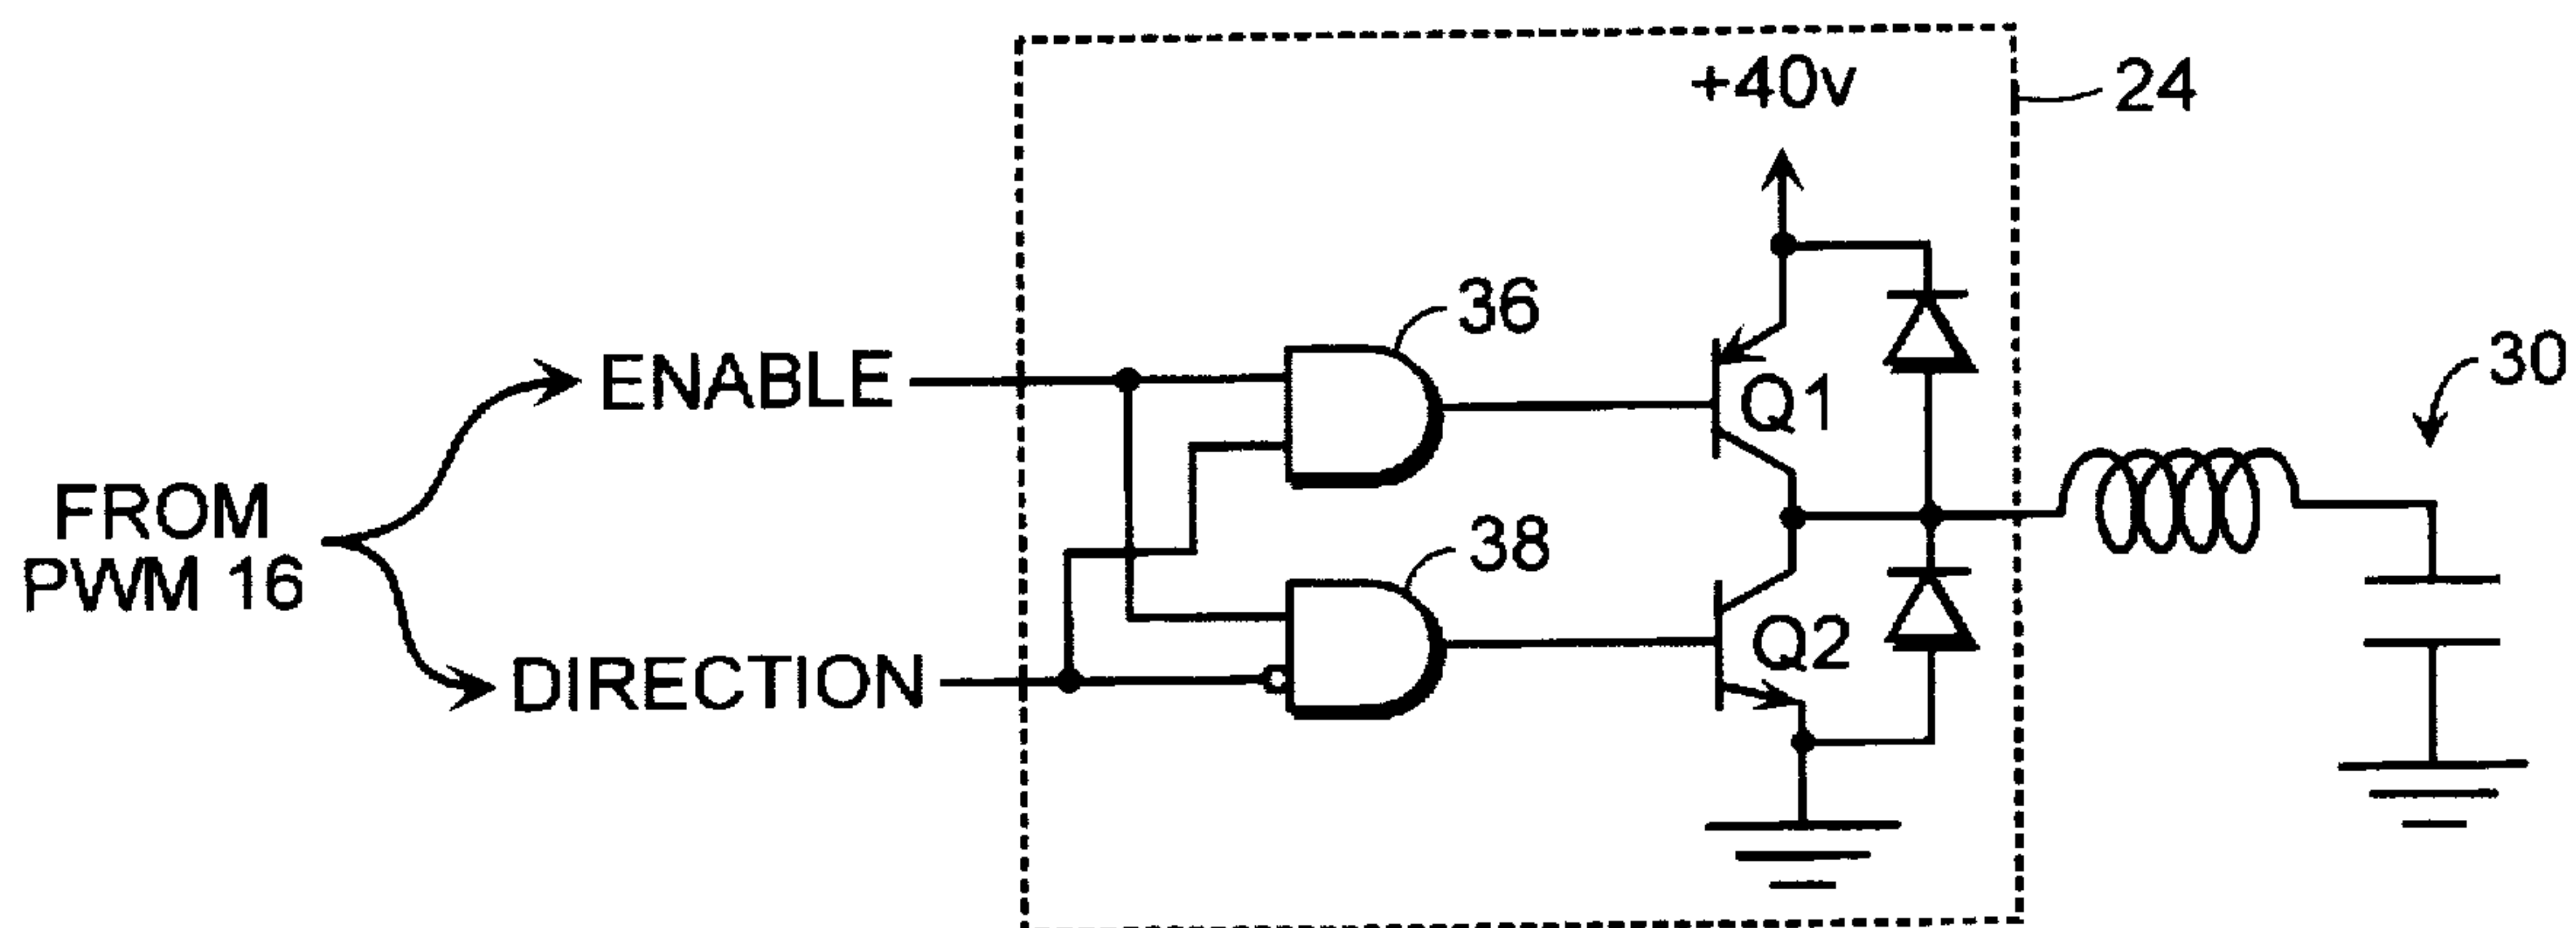 +40v
24
36
30
ENABLE
Q1
FROM
PWM 16
38
Q2
DIRECTION